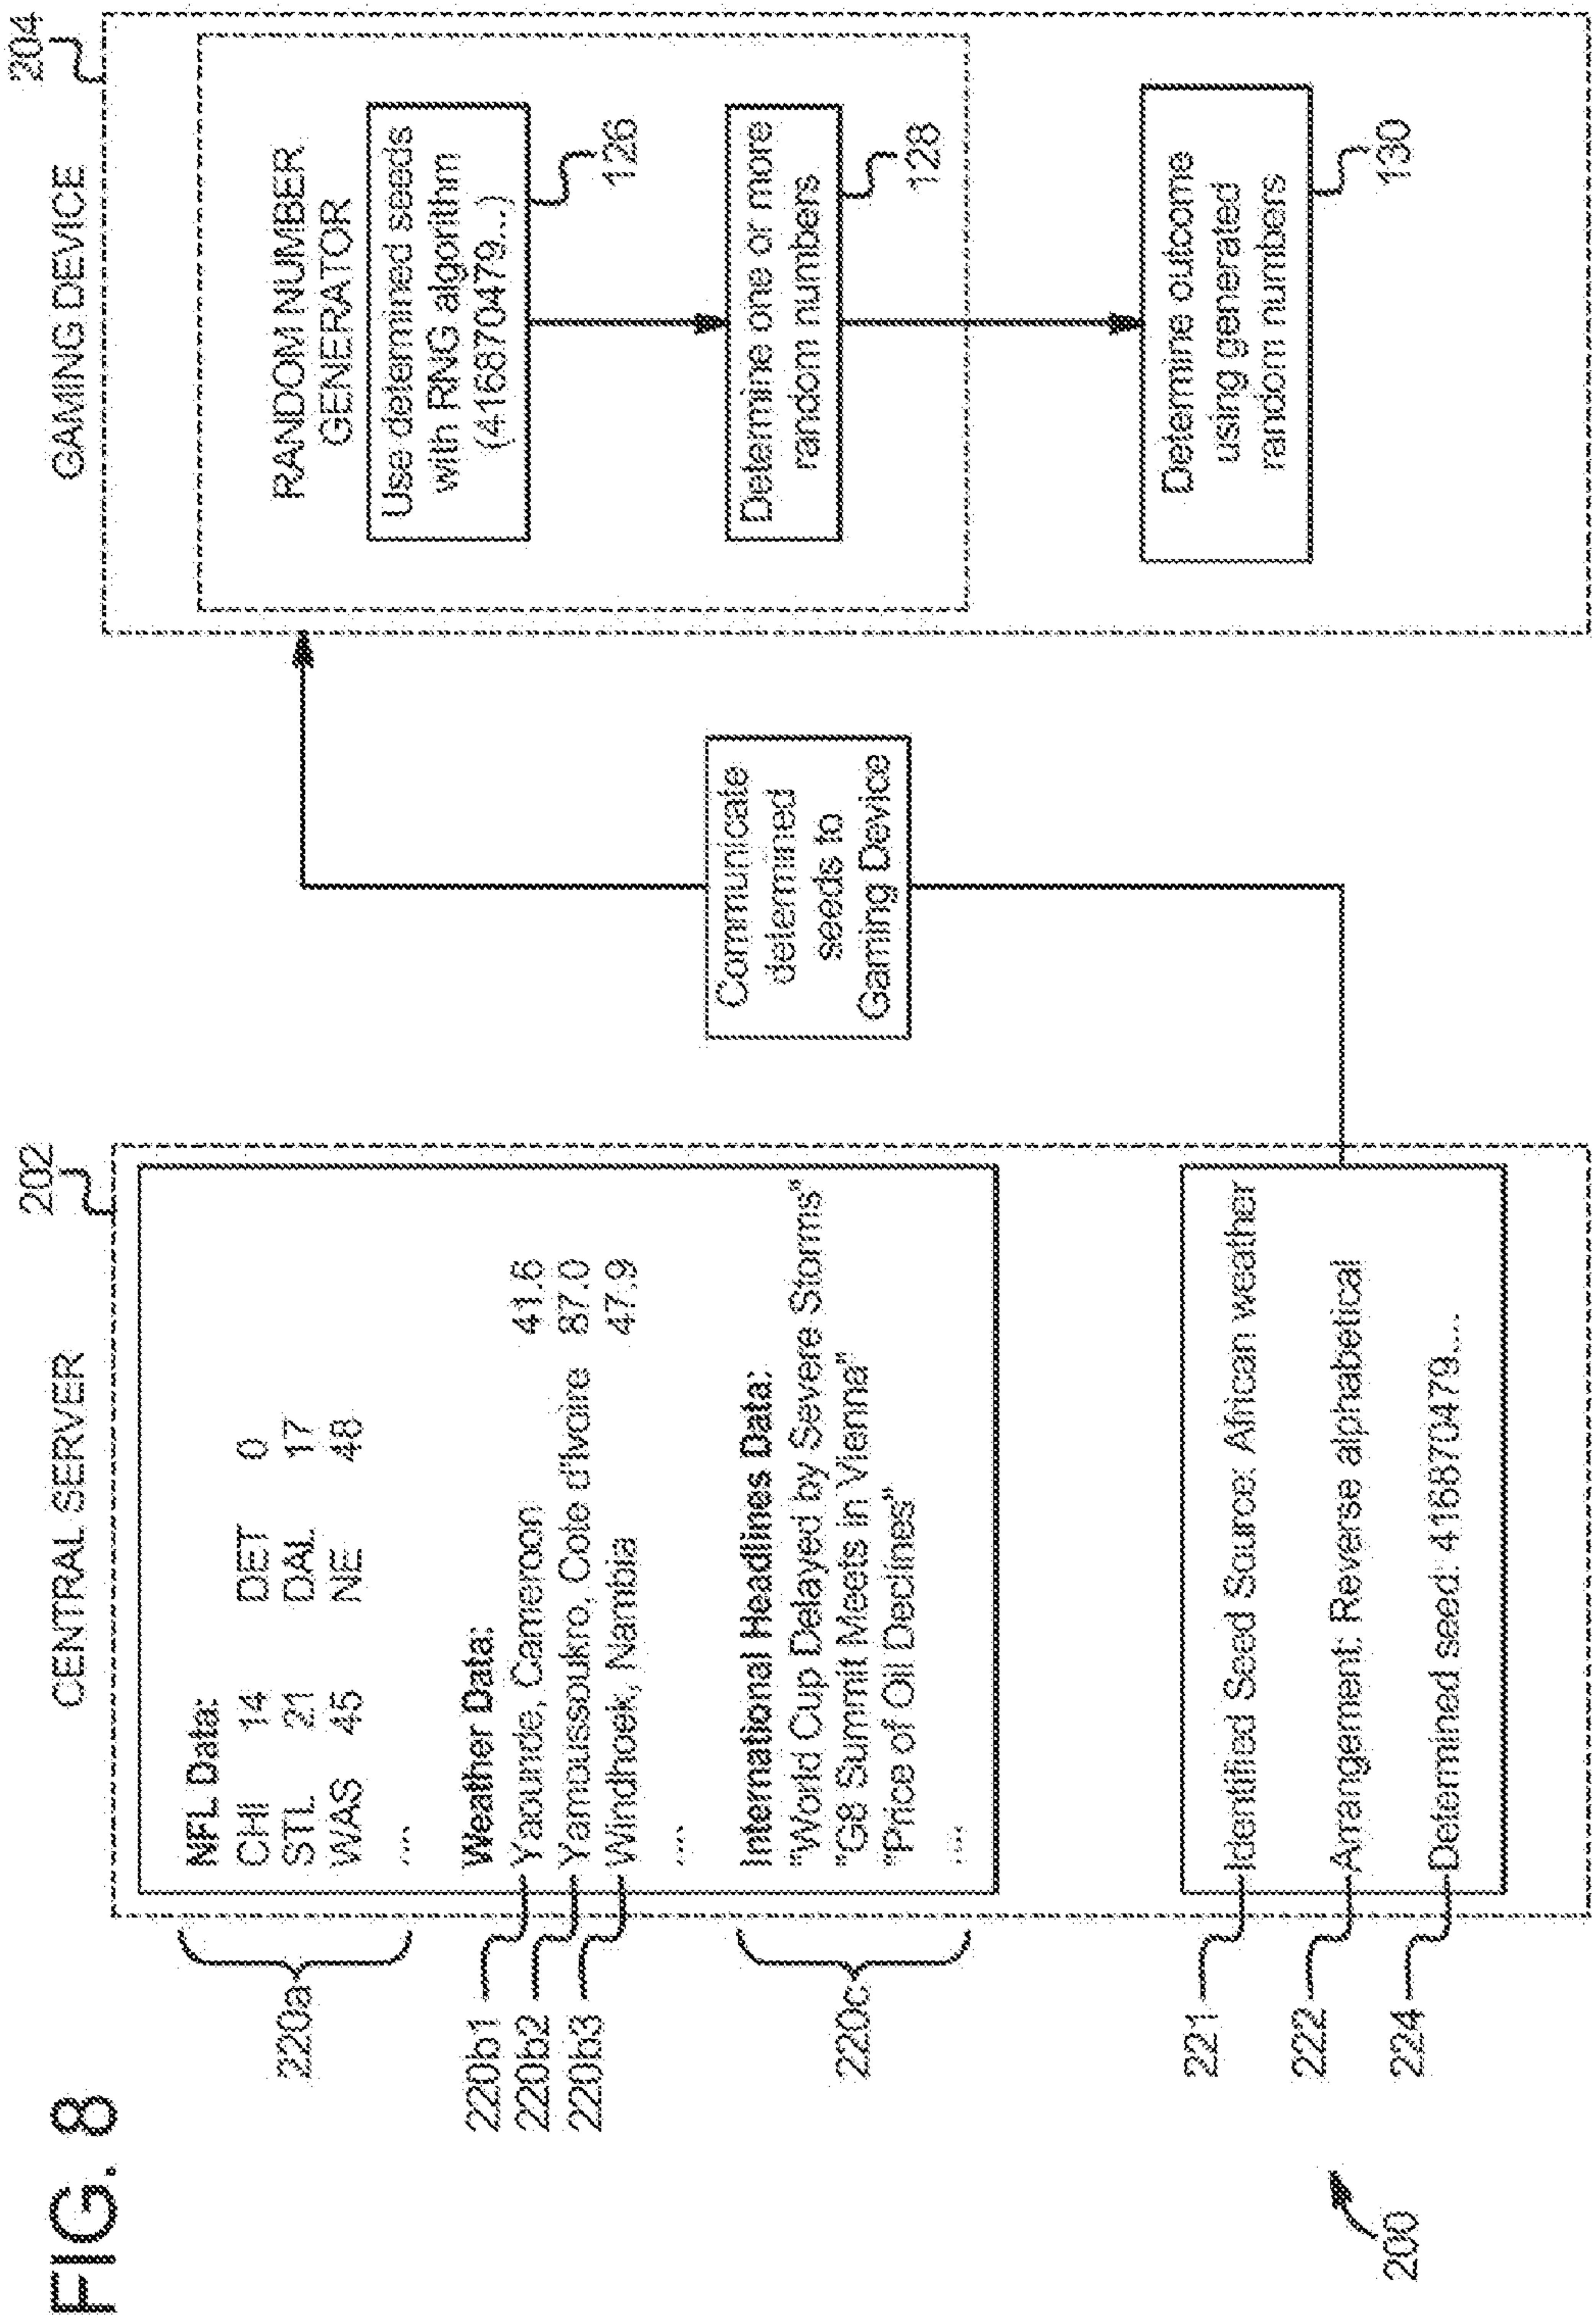 FIG. 8
CENTRAL SERVER
202
NFL Data:
CHI 14 DET 0
STL 21 DAL 17
WAS 45 NE 48
...
220a
Weather Data:
220b1
Yaounde, Cameroon 41.6
220b2
Yamoussoukro, Cote d'Ivoire 87.0
220b3
Windhoek, Nambia 47.9
...
International Headlines Data:
"World Cup Delayed by Severe Storms"
"G8 Summit Meets in Vienna"
"Price of Oil Declines"
...
220c
221
Identified Seed Source: African weather
222
Arrangement: Reverse alphabetical
224
Determined seed: 416870479....
200
Communicate
determined
seeds to
Gaming Device
GAMING DEVICE
204
RANDOM NUMBER
GENERATOR
Use determined seeds
with RNG algorithm
(416870479...)
126
Determine one or more
random numbers
128
Determine outcome
using generated
random numbers
130